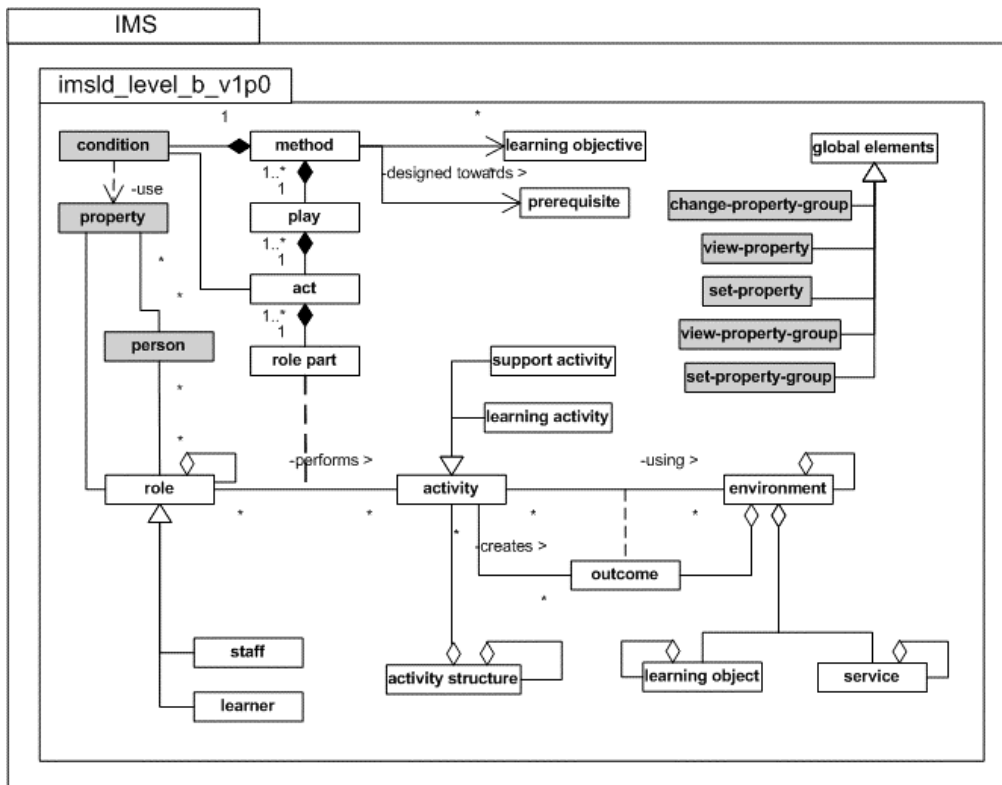 IMS
imsld_level_b_v1p0
1
*
condition
method
learning objective
global elements
1..*
1
-designed towards >
-use
change-property-group
property
play
prerequisite
1..*
1
view-property
*
act
set-property
*
1..*
1
view-property-group
person
role part
support activity
set-property-group
*
learning activity
*
-performs >
-using >
role
activity
environment
*
*
*
*
*
-creates >
outcome
*
staff
activity structure
learning object
service
learner